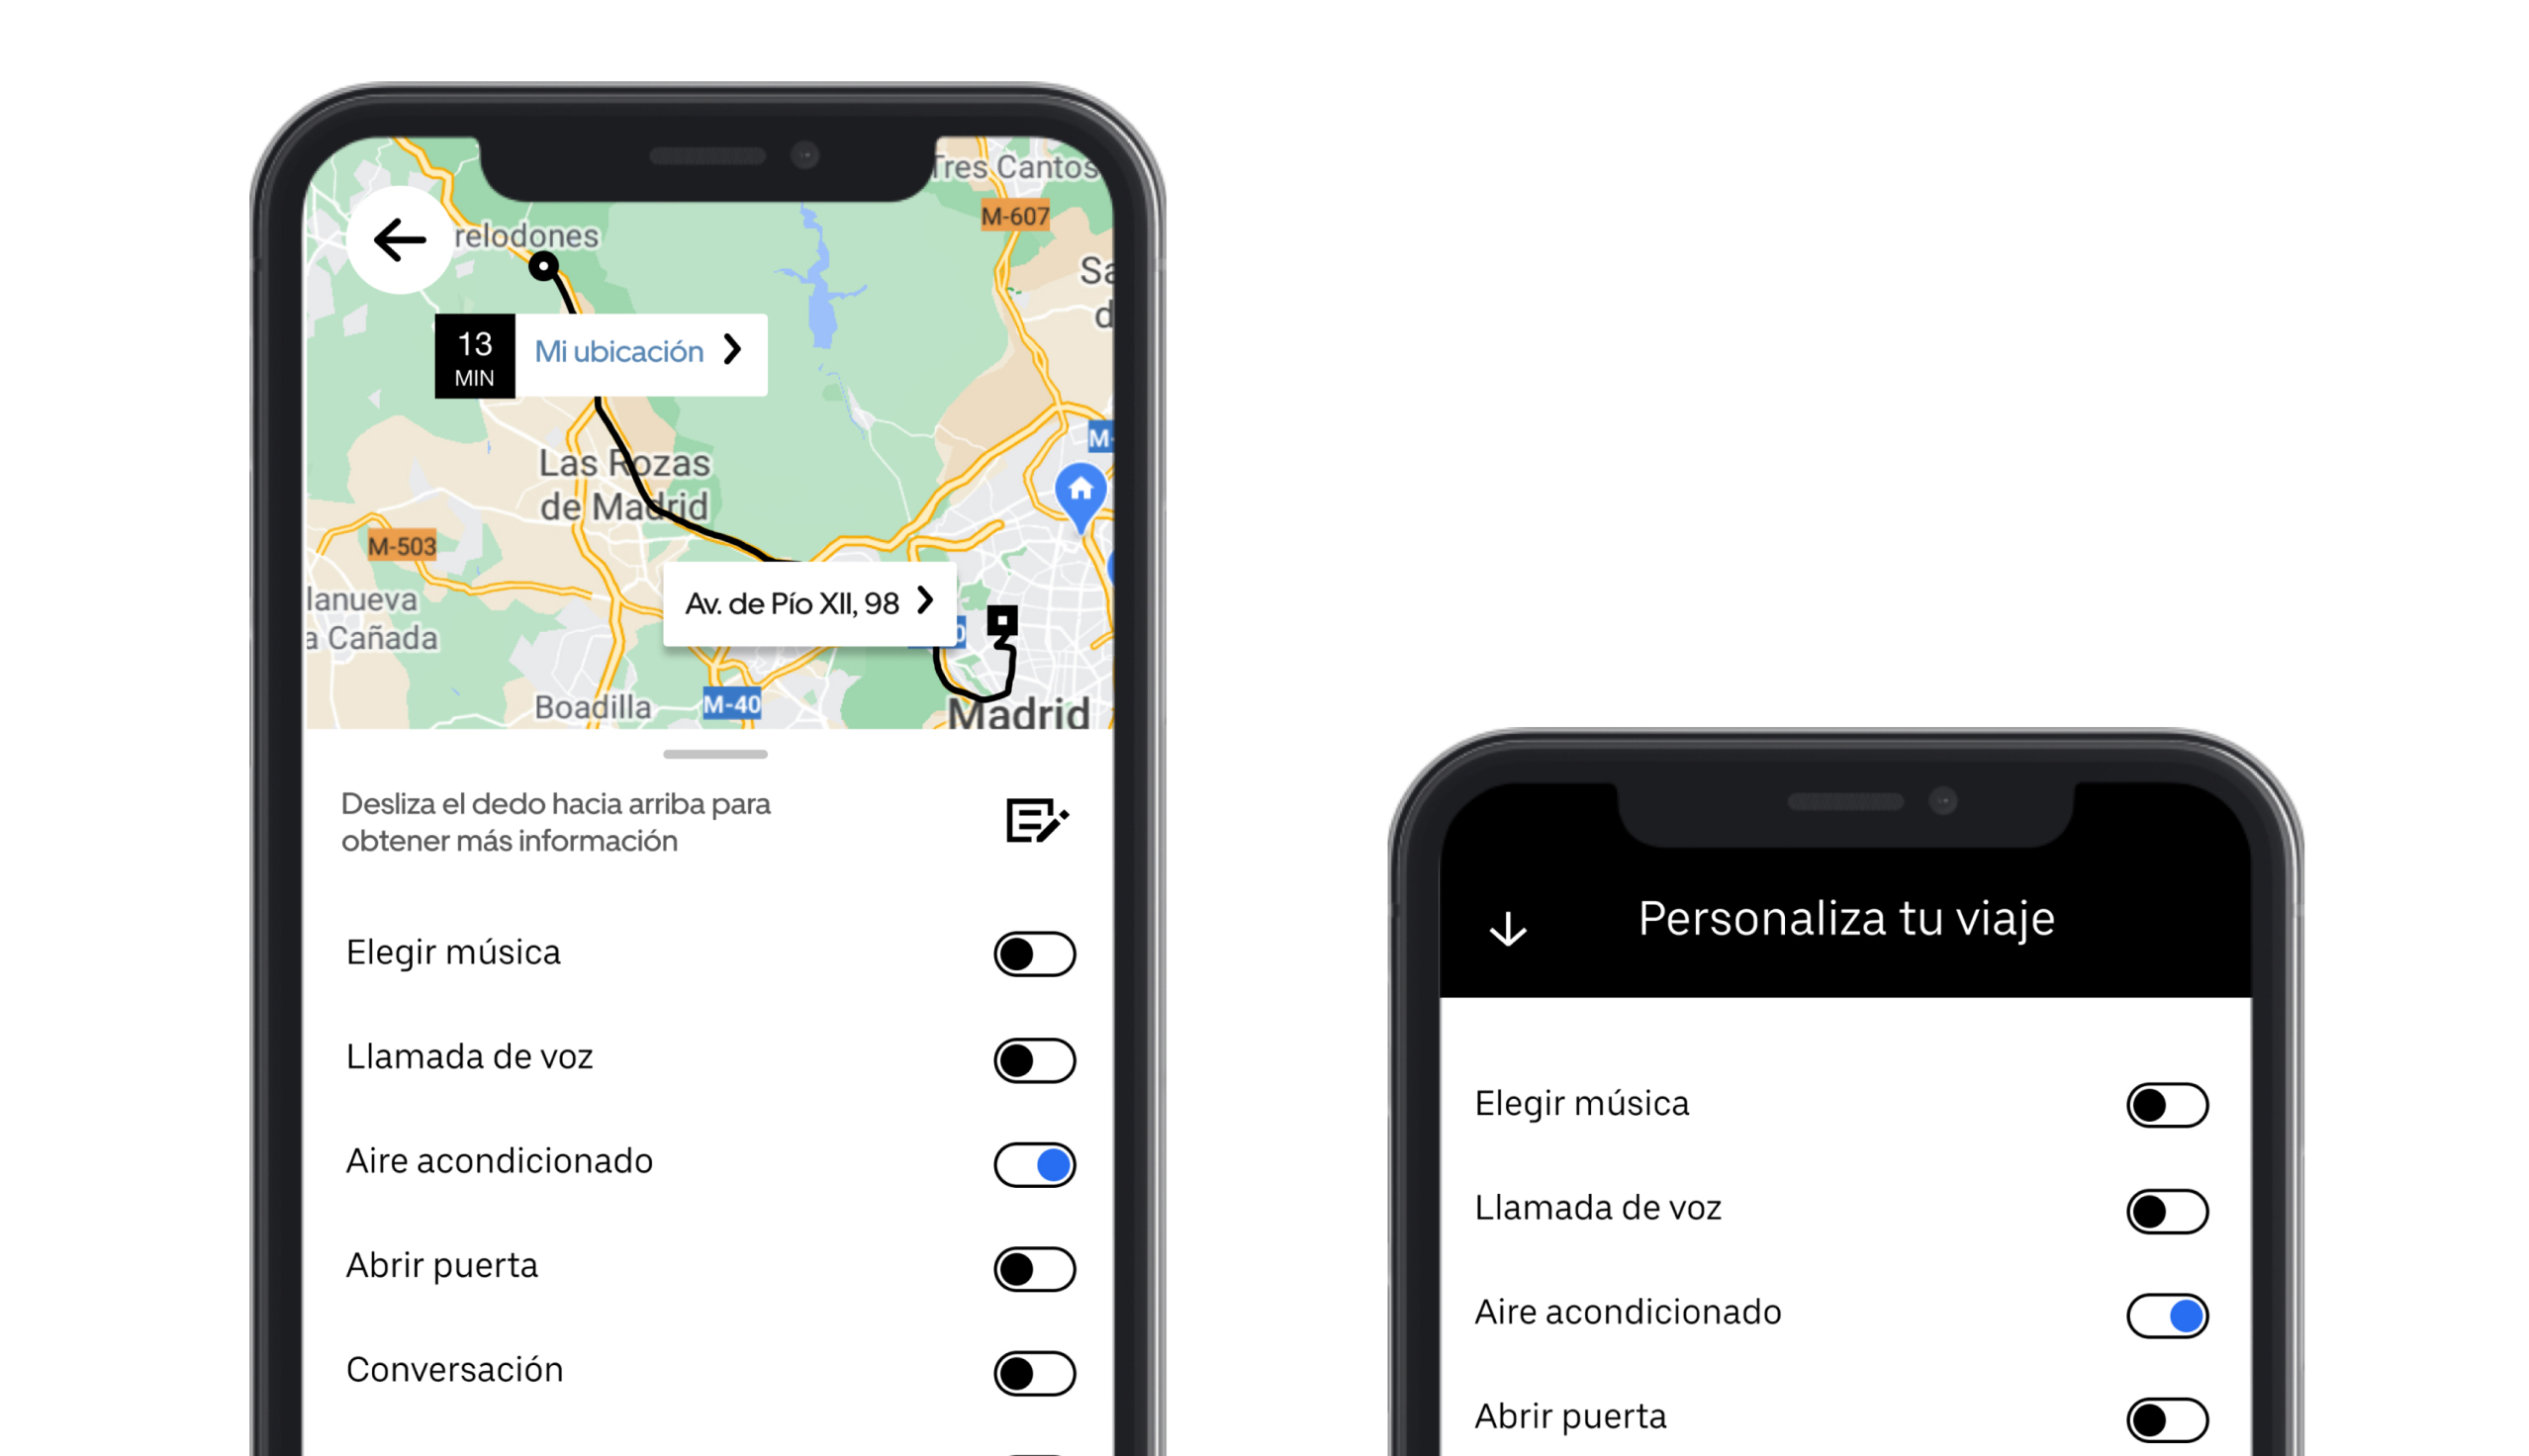 Tres Cantos
M-607
relodones
Sa
d
13
MIN
Mi ubicación
M-
Las Rozas
de Madrid
M-503
lanueva
a Cañada
Av. de Pío XII, 98
0
Boadilla
M-40
Madrid
Desliza el dedo hacia arriba para
obtener más información
Elegir música
Llamada de voz
Aire acondicionado
Abrir puerta
Conversación
Personaliza tu viaje
Elegir música
Llamada de voz
Aire acondicionado
Abrir puerta